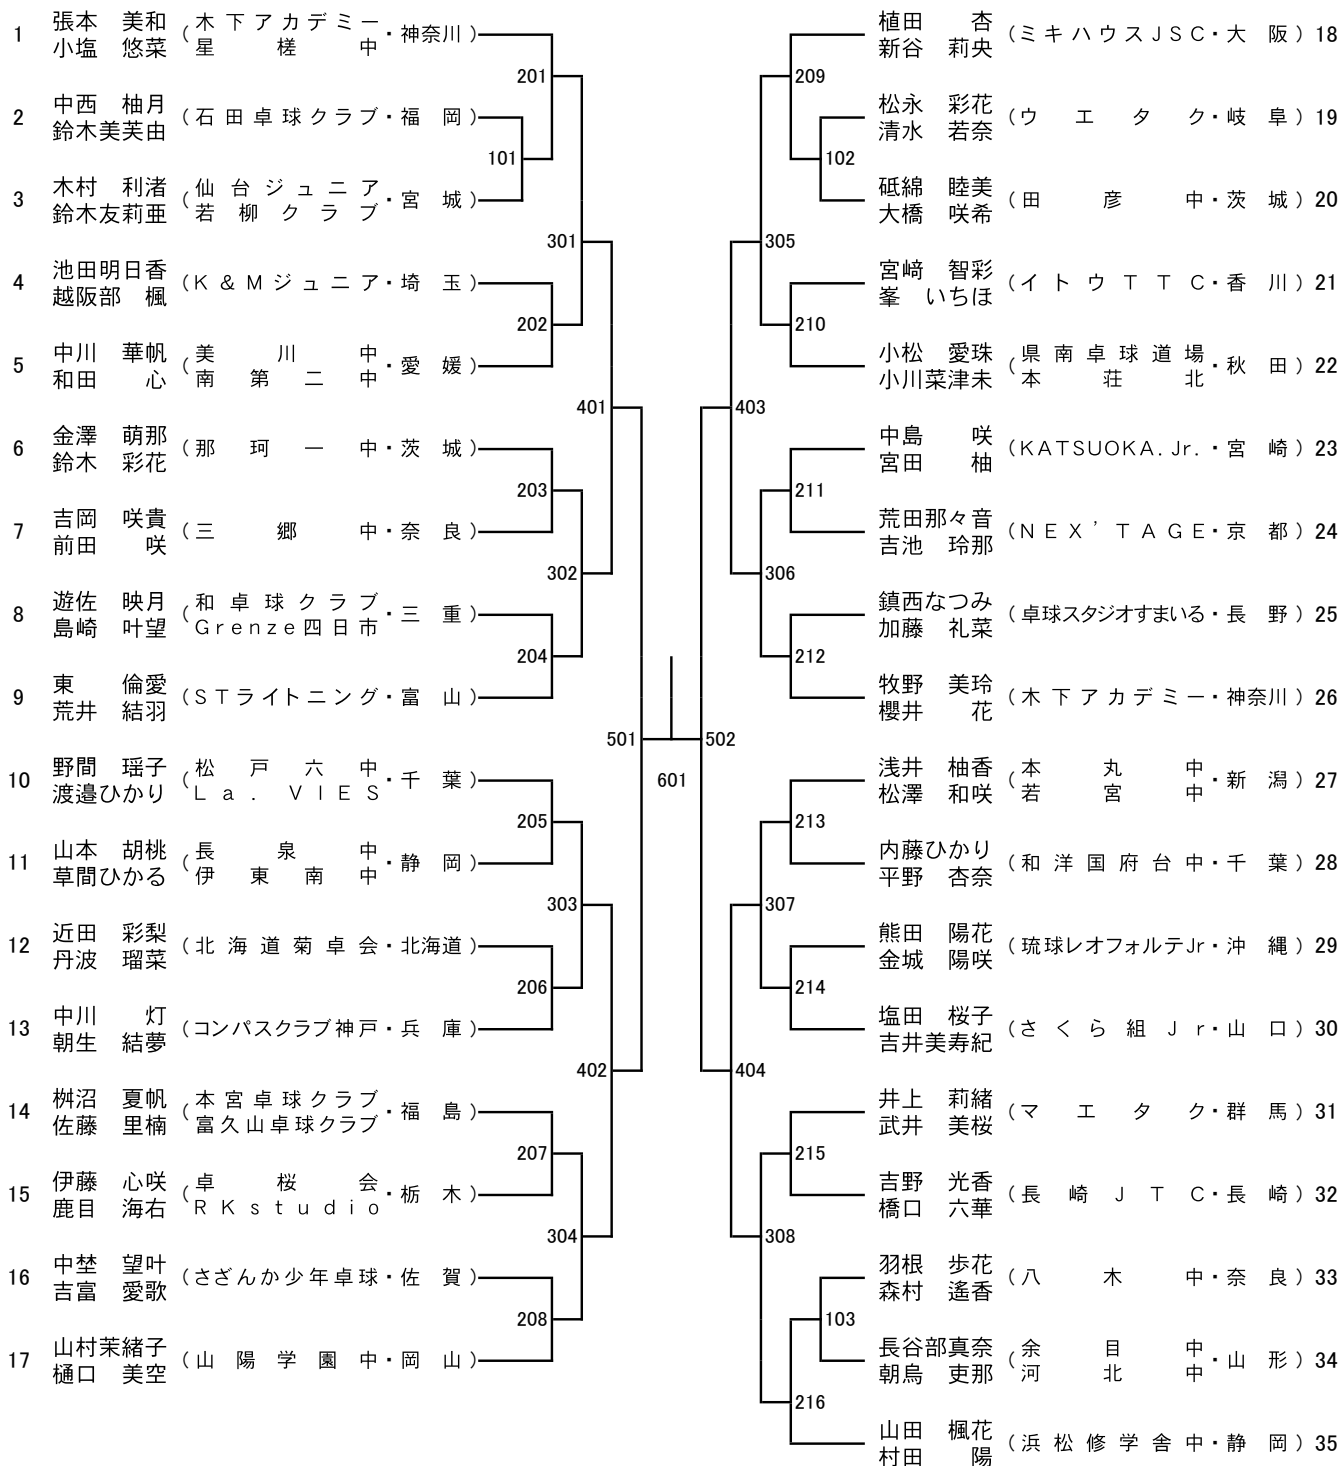 1 張本　美和 (木下アカデミー・神奈川)
小塩　悠菜 星槎中
201
2 中西　柚月 (石田卓球クラブ・福岡)
鈴木美芙由
101
3 木村　利渚 (仙台ジュニア・宮城)
鈴木友莉亜 若柳クラブ
301
4 池田明日香 (K&Mジュニア・埼玉)
越阪部　楓
202
5 中川　華帆 (美川中・愛媛)
和田　心 南第二中
401
6 金澤　萌那 (那珂一中・茨城)
鈴木　彩花
203
7 吉岡　咲貴 (三郷中・奈良)
前田　咲
302
8 遊佐　映月 (和卓球クラブ・三重)
島崎　叶望 Grenze四日市
204
9 東　倫愛 (STライトニング・富山)
荒井　結羽
501
10 野間　瑶子 (松戸六中・千葉)
渡邉ひかり La. VIES
205
11 山本　胡桃 (長泉中・静岡)
草間ひかる 伊東南中
303
12 近田　彩梨 (北海道菊卓会・北海道)
丹波　瑠菜
206
13 中川　灯 (コンパスクラブ神戸・兵庫)
朝生　結夢
402
14 桝沼　夏帆 (本宮卓球クラブ・福島)
佐藤　里楠 富久山卓球クラブ
207
15 伊藤　心咲 (卓桜会・栃木)
鹿目　海右 RKstudio
304
16 中埜　望叶 (さざんか少年卓球・佐賀)
吉富　愛歌
208
17 山村茉緒子 (山陽学園中・岡山)
樋口　美空
601
植田　杏 (ミキハウスJSC・大阪) 18
新谷　莉央
209
松永　彩花 (ウエタク・岐阜) 19
清水　若奈
102
砥綿　睦美 (田彦中・茨城) 20
大橋　咲希
305
宮﨑　智彩 (イトウTTC・香川) 21
峯　いちほ
210
小松　愛珠 (県南卓球道場・秋田) 22
小川菜津未 本荘北
403
中島　咲 (KATSUOKA.Jr.・宮崎) 23
宮田　柚
211
荒田那々音 (NEX'TAGE・京都) 24
吉池　玲那
306
鎮西なつみ (卓球スタジオすまいる・長野) 25
加藤　礼菜
212
牧野　美玲 (木下アカデミー・神奈川) 26
櫻井　花
502
浅井　柚香 (本丸中・新潟) 27
松澤　和咲 若宮中
213
内藤ひかり (和洋国府台中・千葉) 28
平野　杏奈
307
熊田　陽花 (琉球レオフォルテJr・沖縄) 29
金城　陽咲
214
塩田　桜子 (さくら組Jr・山口) 30
吉井美寿紀
404
井上　莉緒 (マエタク・群馬) 31
武井　美桜
215
吉野　光香 (長崎JTC・長崎) 32
橋口　六華
308
羽根　歩花 (八木中・奈良) 33
森村　遙香
103
長谷部真奈 (余目中・山形) 34
朝烏　吏那 河北中
216
山田　楓花 (浜松修学舎中・静岡) 35
村田　陽